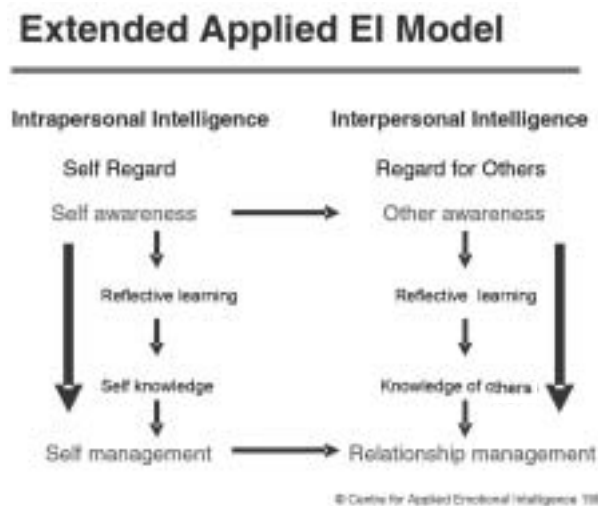 Extended Applied EI Model
Intrapersonal Intelligence
Interpersonal Intelligence
Self Regard
Regard for Others
Self awareness
Other awareness
Reflective learning
Reflective learning
Self knowledge
Knowledge of others
Self management
Relationship management
© Centre for Applied Emotional Intelligence